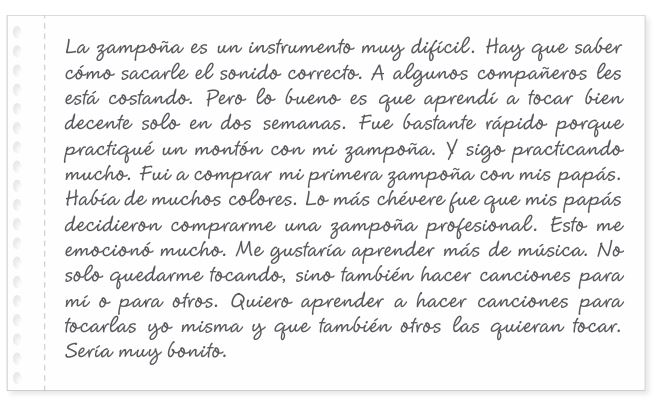 La zampoña es un instrumento muy difícil. Hay que saber
cómo sacarle el sonido correcto. A algunos compañeros les
está costando. Pero lo bueno es que aprendí a tocar bien
decente solo en dos semanas. Fue bastante rápido porque
practiqué un montón con mi zampoña. Y sigo practicando
mucho. Fui a comprar mi primera zampoña con mis papás.
Había de muchos colores. Lo más chévere fue que mis papás
decidieron comprarme una zampoña profesional. Esto me
emocionó mucho. Me gustaría aprender más de música. No
solo quedarme tocando, sino también hacer canciones para
mí o para otros. Quiero aprender a hacer canciones para
tocarlas yo misma y que también otros las quieran tocar.
Sería muy bonito.